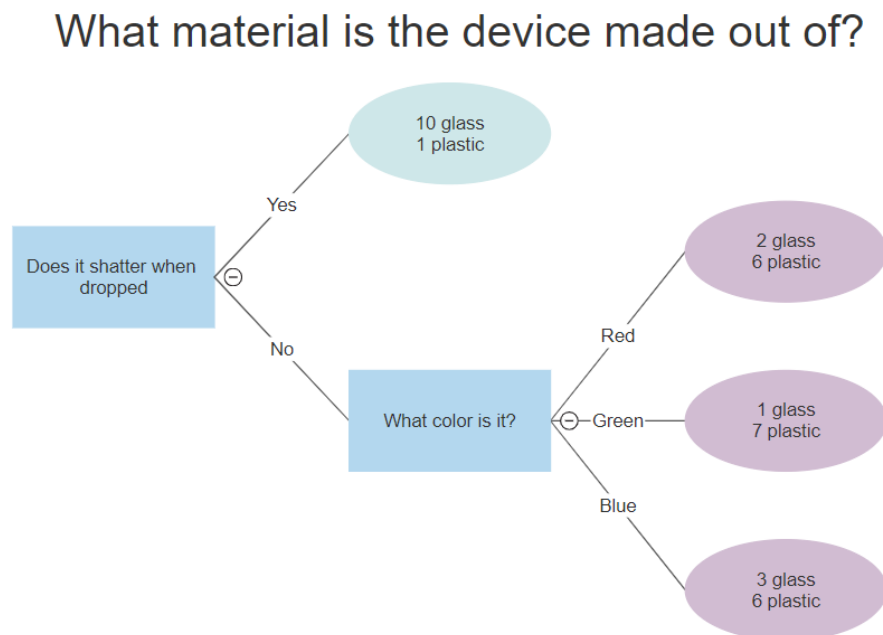 What material is the device made out of?
10 glass
1 plastic
Yes
Does it shatter when
dropped
No
What color is it?
2 glass
6 plastic
Red
1 glass
7 plastic
Green
Blue
3 glass
6 plastic